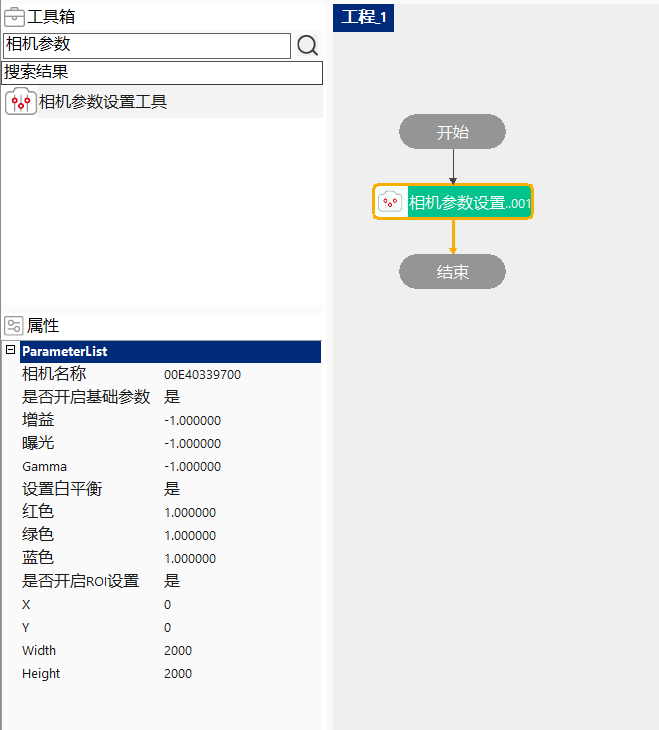 工具箱
相机参数
搜索结果
相机参数设置工具
属性
ParameterList
相机名称 00E40339700
是否开启基础参数 是
增益 -1.000000
曝光 -1.000000
Gamma -1.000000
设置白平衡 是
红色 1.000000
绿色 1.000000
蓝色 1.000000
是否开启ROI设置 是
X 0
Y 0
Width 2000
Height 2000
工程_1
开始
相机参数设置..001
结束